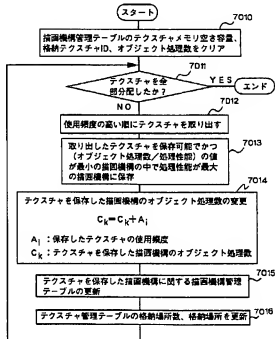 スタート
7010
描画機構管理テーブルのテクスチャメモリ空き容量、
格納テクスチャID、オブジェクト処理数をクリア
7011
テクスチャを全
部分配したか？
YES
エンド
NO
7012
使用頻度の高い順にテクスチャを取り出す
7013
取り出したテクスチャを保存可能でかつ
（オブジェクト処理数／処理性能）の値が
最小の描画機構の中で処理性能が最大
の描画機構に保存
7014
テクスチャを保存した描画機構のオブジェクト処理数の変更
Ck=Ck+Ai
Ai：保存したテクスチャの使用頻度
Ck：テクスチャを保存した描画機構のオブジェクト処理数
7015
テクスチャを保存した描画機構に関する描画機構管理
テーブルの更新
7016
テクスチャ管理テーブルの格納場所数、格納場所を更新